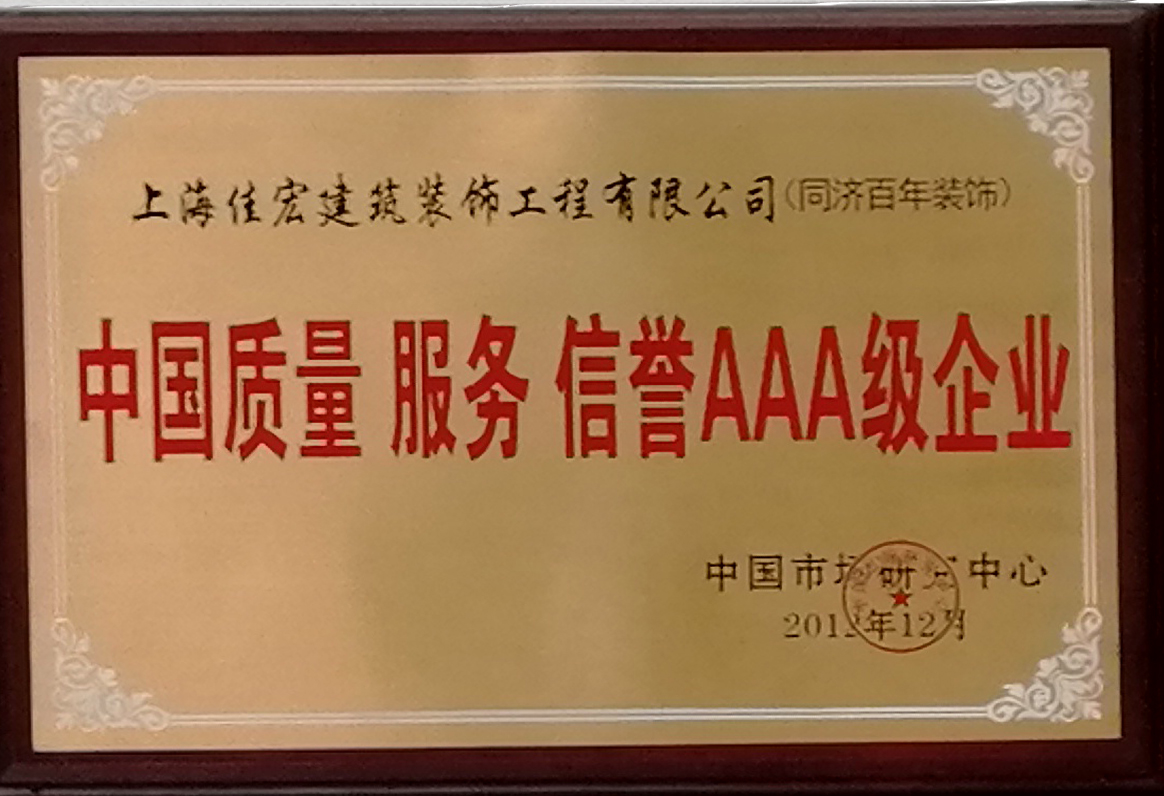 上海佳宏建筑装饰工程有限公司(同济百年装饰)
中国质量 服务 信誉AAA级企业
中国市场研 中心
201 年12月